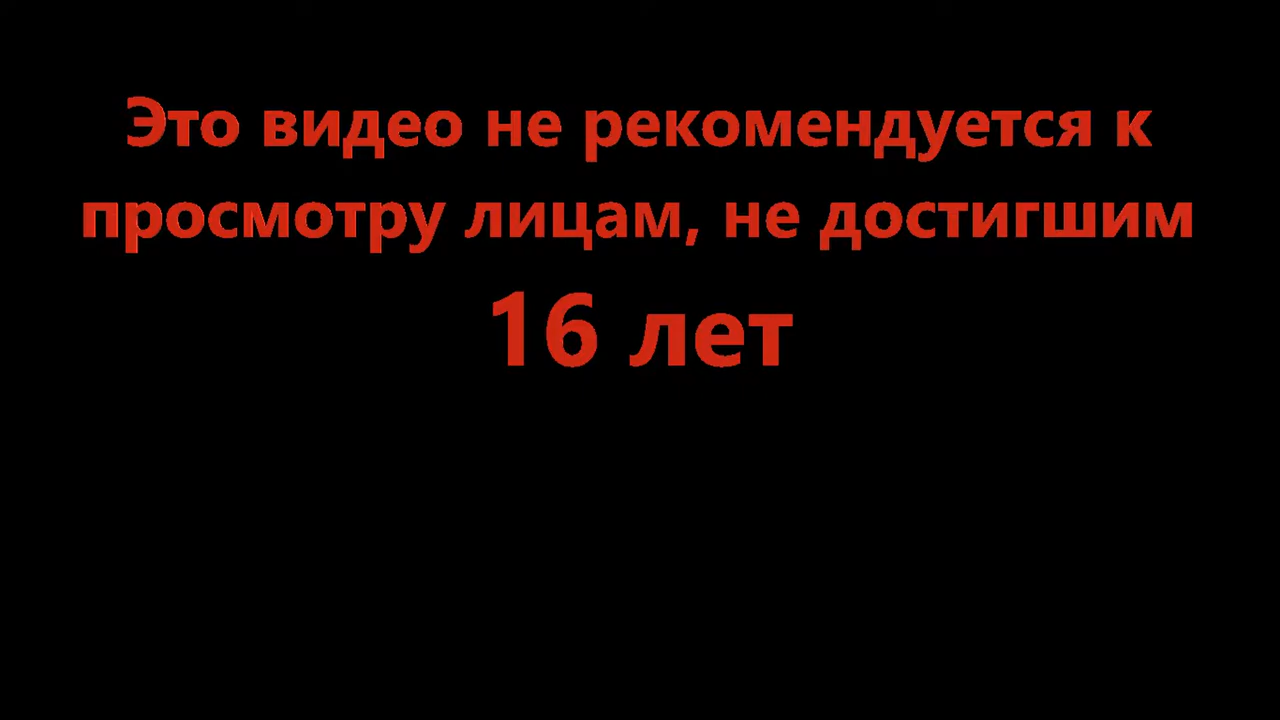 Это видео не рекомендуется к
просмотру лицам, не достигшим
16 лет